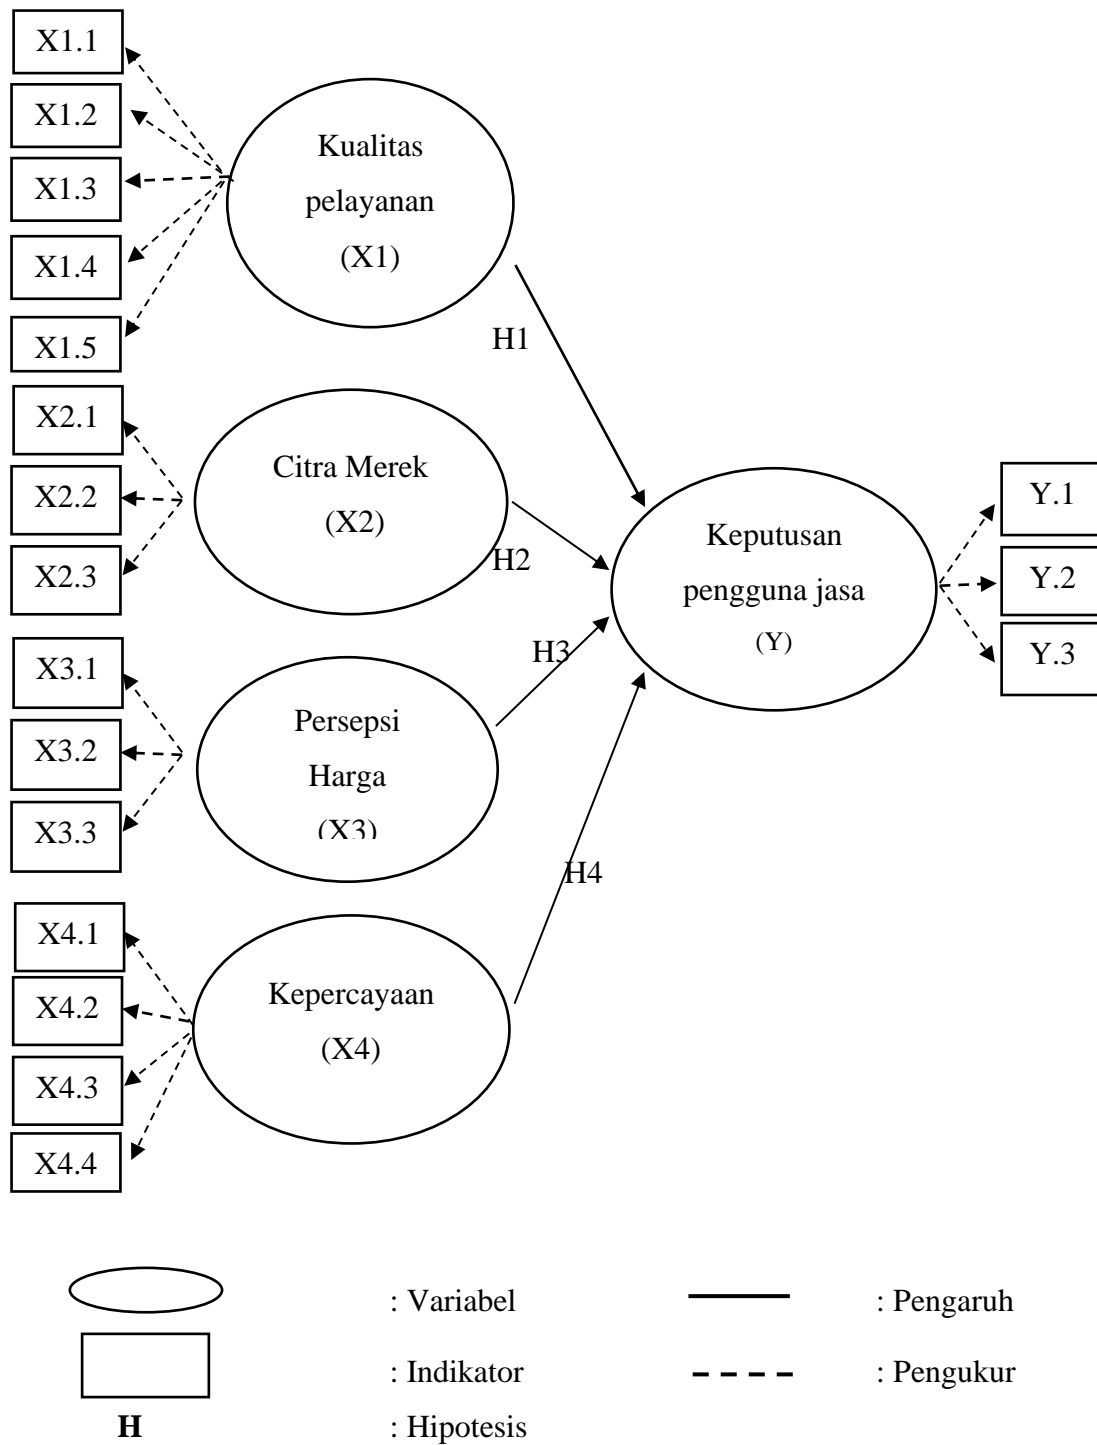 X1.1
X1.2
X1.3
X1.4
X1.5
Kualitas
pelayanan
(X1)
H1
X2.1
X2.2
X2.3
Citra Merek
(X2)
H2
X3.1
X3.2
X3.3
Persepsi
Harga
(X3)
H3
X4.1
X4.2
X4.3
X4.4
Kepercayaan
(X4)
H4
Keputusan
pengguna jasa
(Y)
Y.1
Y.2
Y.3
: Variabel
: Pengaruh
: Indikator
: Pengukur
H : Hipotesis